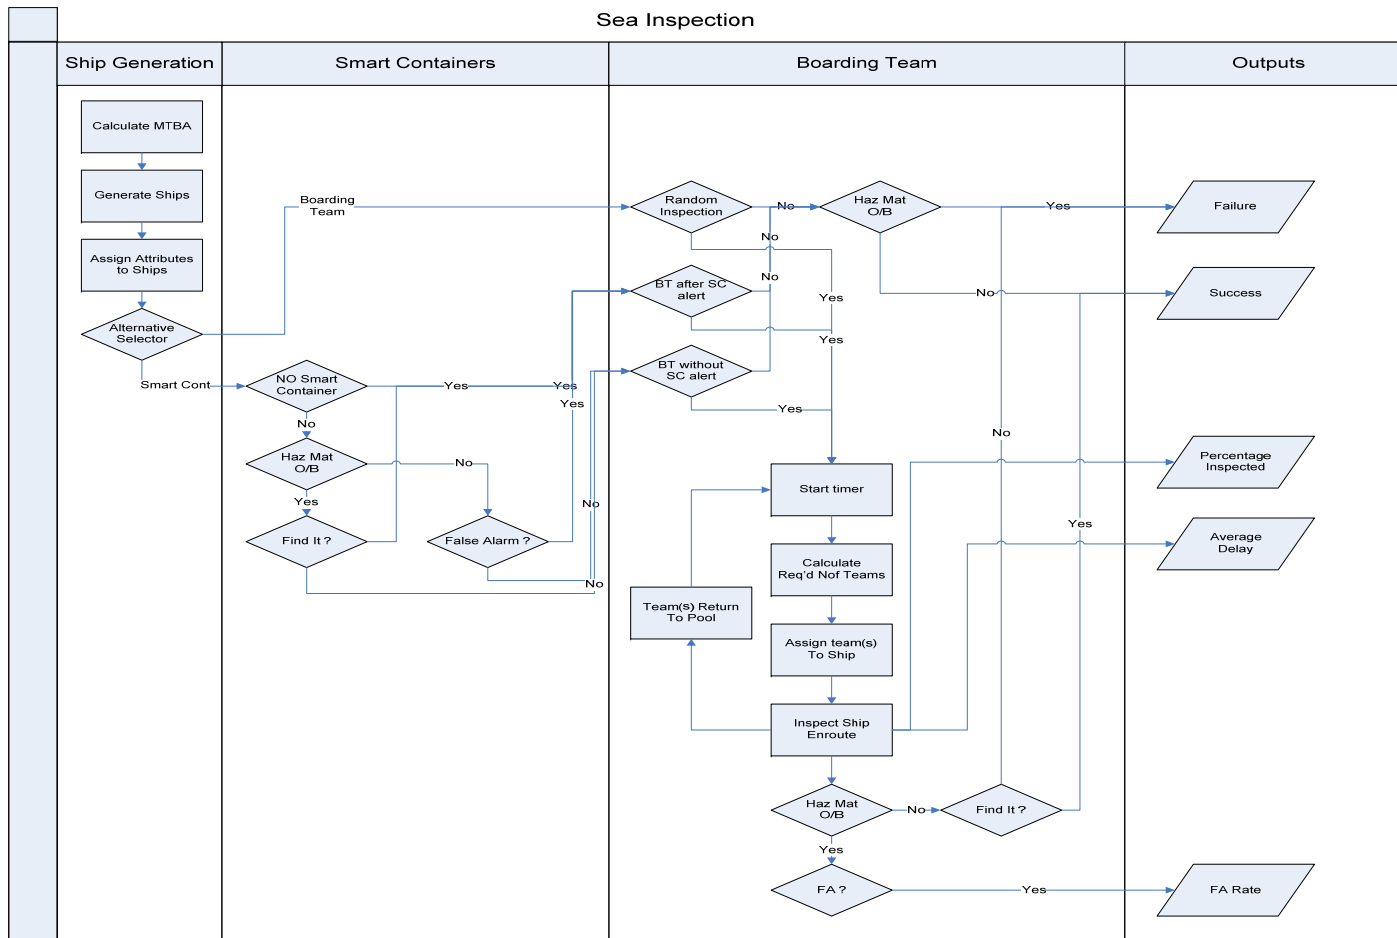 Sea Inspection
Ship Generation
Smart Containers
Boarding Team
Outputs
Calculate MTBA
Generate Ships
Assign Attributes
to Ships
Alternative
Selector
Boarding
Team
Smart Cont
NO Smart
Container
Yes
Yes
Yes
No
Haz Mat
O/B
No
Yes
Find It ?
False Alarm ?
No
No
Random
Inspection
No
Haz Mat
O/B
Yes
No
BT after SC
alert
No
Yes
No
Yes
BT without
SC alert
Yes
Start timer
Calculate
Req'd Nof Teams
Team(s) Return
To Pool
Assign team(s)
To Ship
Inspect Ship
Enroute
Haz Mat
O/B
No
Find It ?
No
Yes
Yes
FA ?
Yes
Failure
Success
Percentage
Inspected
Average
Delay
FA Rate